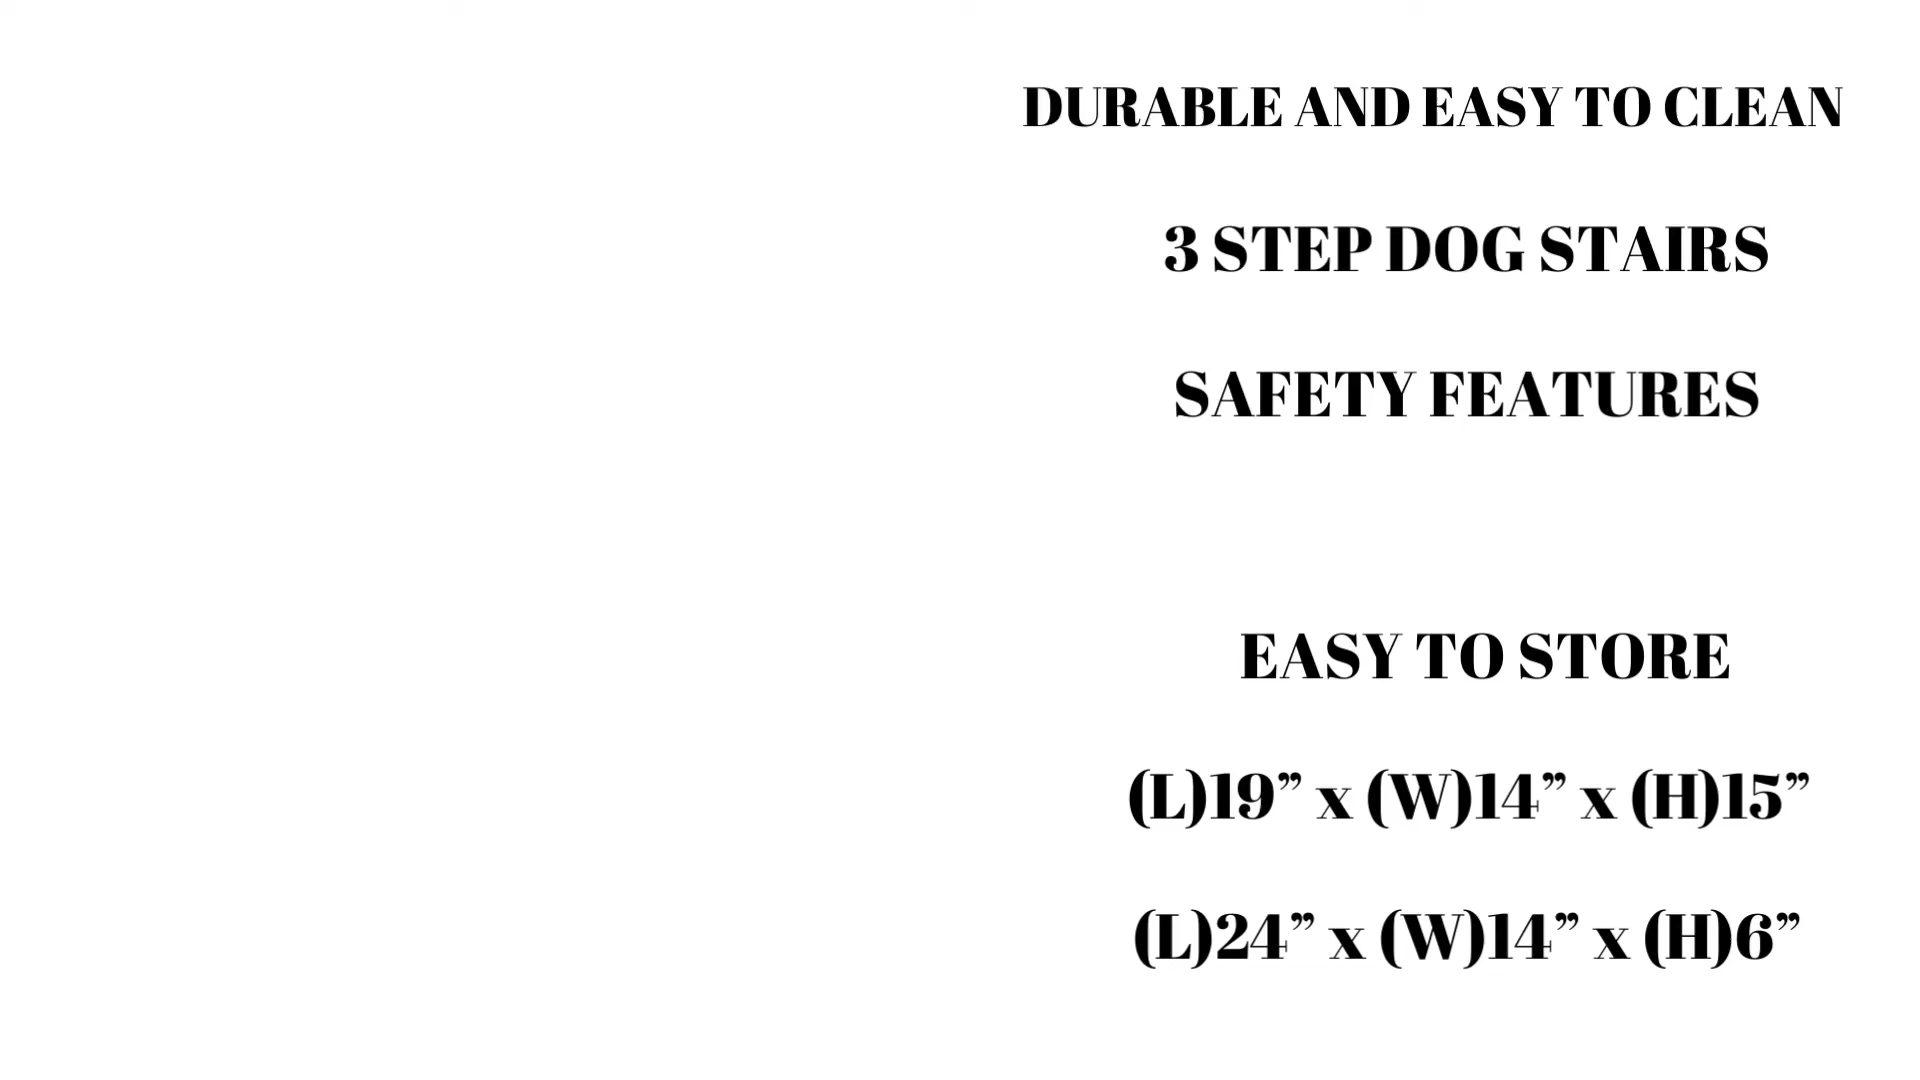 DURABLE AND EASY TO CLEAN
3 STEP DOG STAIRS
SAFETY FEATURES
EASY TO STORE
(L)19” x (W)14” x (H)15”
(L)24” x (W)14” x (H)6”